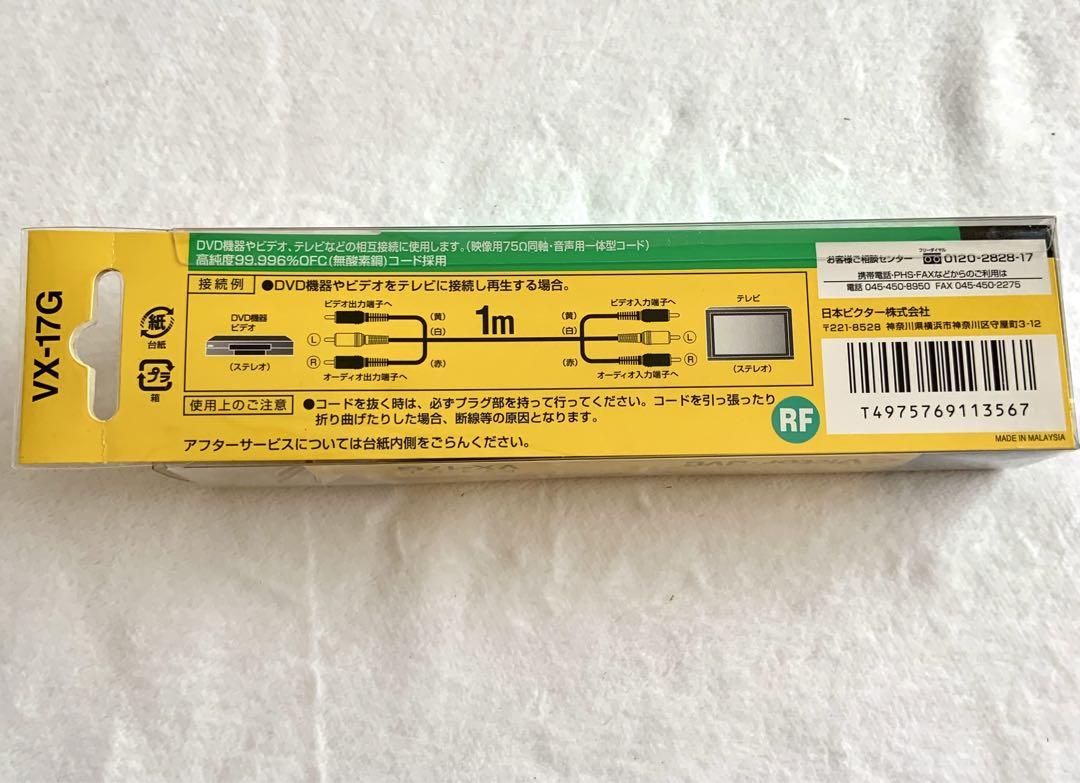 VX-17G
紙
台紙
プラ
箱
DVD機器やビデオ、テレビなどの相互接続に使用します。(映像用75Ω同軸・音声用一体型コード)
高純度99.996%OFC(無酸素銅)コード採用
接続例
●DVD機器やビデオをテレビに接続し再生する場合。
DVD機器
ビデオ
(ステレオ)
ビデオ出力端子へ
L
R
オーディオ出力端子へ
(黄)
(白)
(赤)
1m
ビデオ入力端子へ
(黄)
(白)
(赤)
L
R
オーディオ入力端子へ
テレビ
(ステレオ)
使用上のご注意
●コードを抜く時は、必ずプラグ部を持って行ってください。コードを引っ張ったり
折り曲げたりした場合、断線等の原因となります。
アフターサービスについては台紙内側をごらんください。
RF
フリーダイヤル
お客様ご相談センター 0120-2828-17
携帯電話・PHS・FAXなどからのご利用は
電話 045-450-8950 FAX 045-450-2275
日本ビクター株式会社
〒221-8528 神奈川県横浜市神奈川区守屋町3-12
T4975769113567
MADE IN MALAYSIA